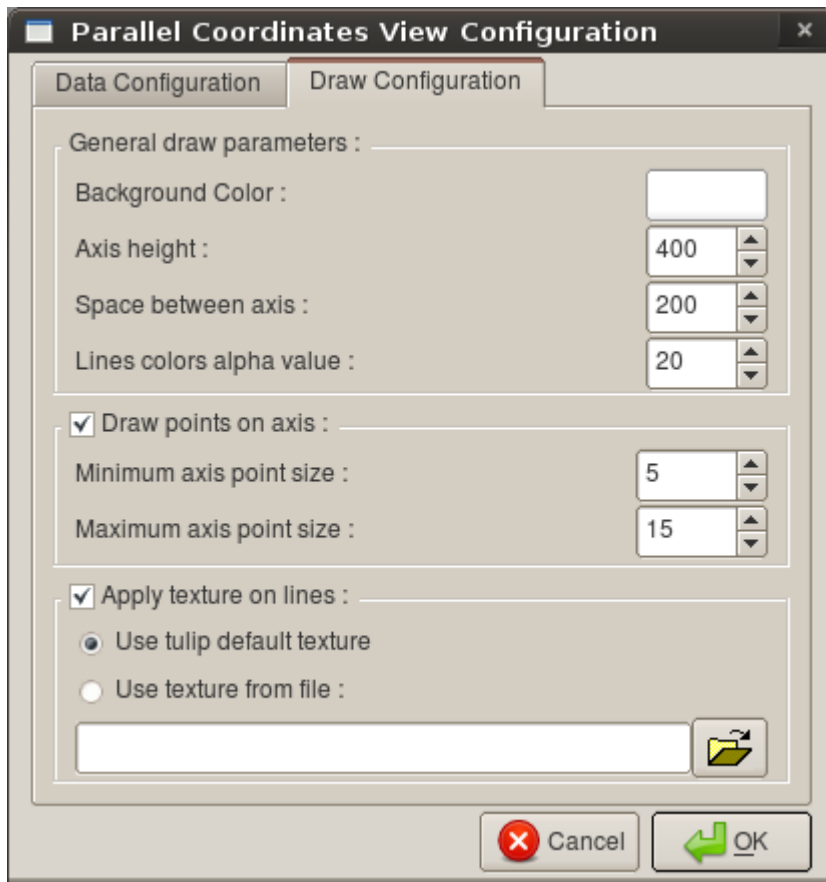 Parallel Coordinates View Configuration
Data Configuration
Draw Configuration
General draw parameters :
Background Color :
Axis height :
400
Space between axis :
200
Lines colors alpha value :
20
Draw points on axis :
Minimum axis point size :
5
Maximum axis point size :
15
Apply texture on lines :
Use tulip default texture
Use texture from file :
Cancel
OK